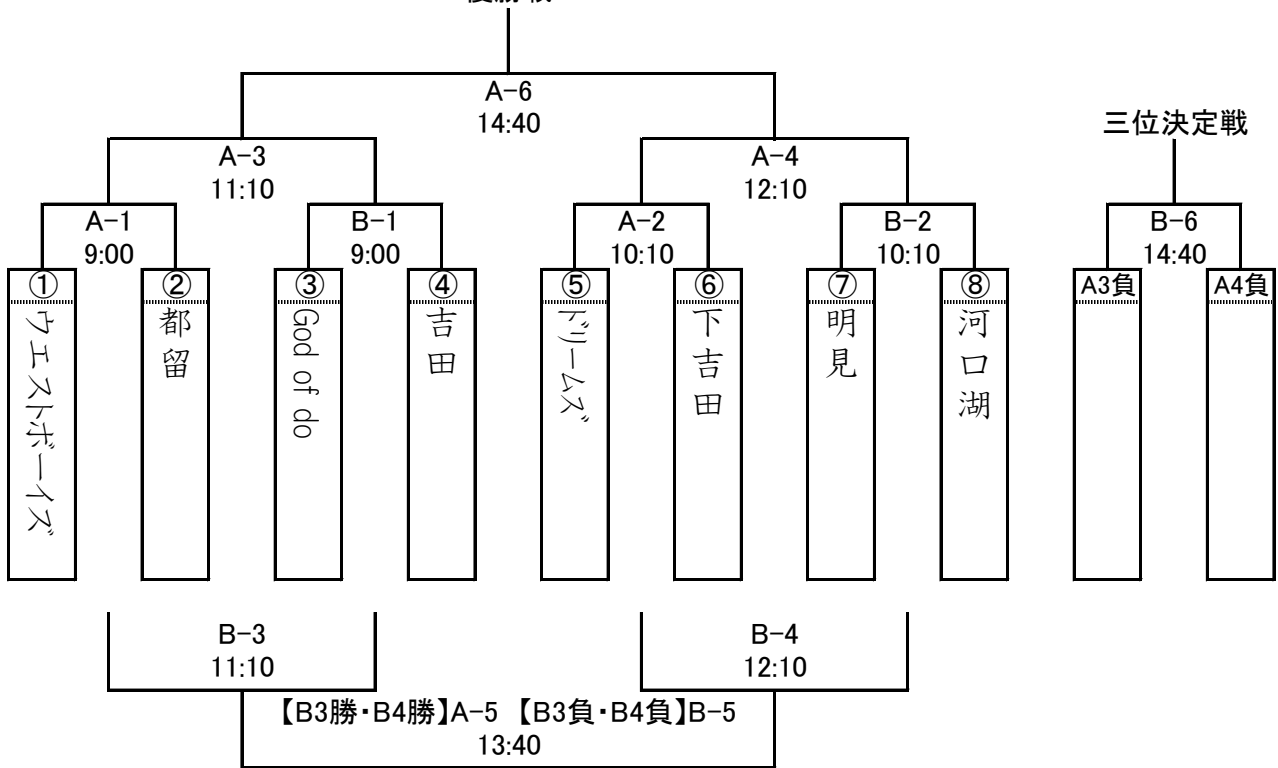 優勝戦
A-6
14:40
三位決定戦
A-3
11:10
A-4
12:10
A-1
9:00
B-1
9:00
A-2
10:10
B-2
10:10
B-6
14:40
①
ウエストボーイズ
②
都留
③
God of do
④
吉田
⑤
ドリームズ
⑥
下吉田
⑦
明見
⑧
河口湖
A3負
A4負
B-3
11:10
B-4
12:10
【B3勝・B4勝】A-5 【B3負・B4負】B-5
13:40